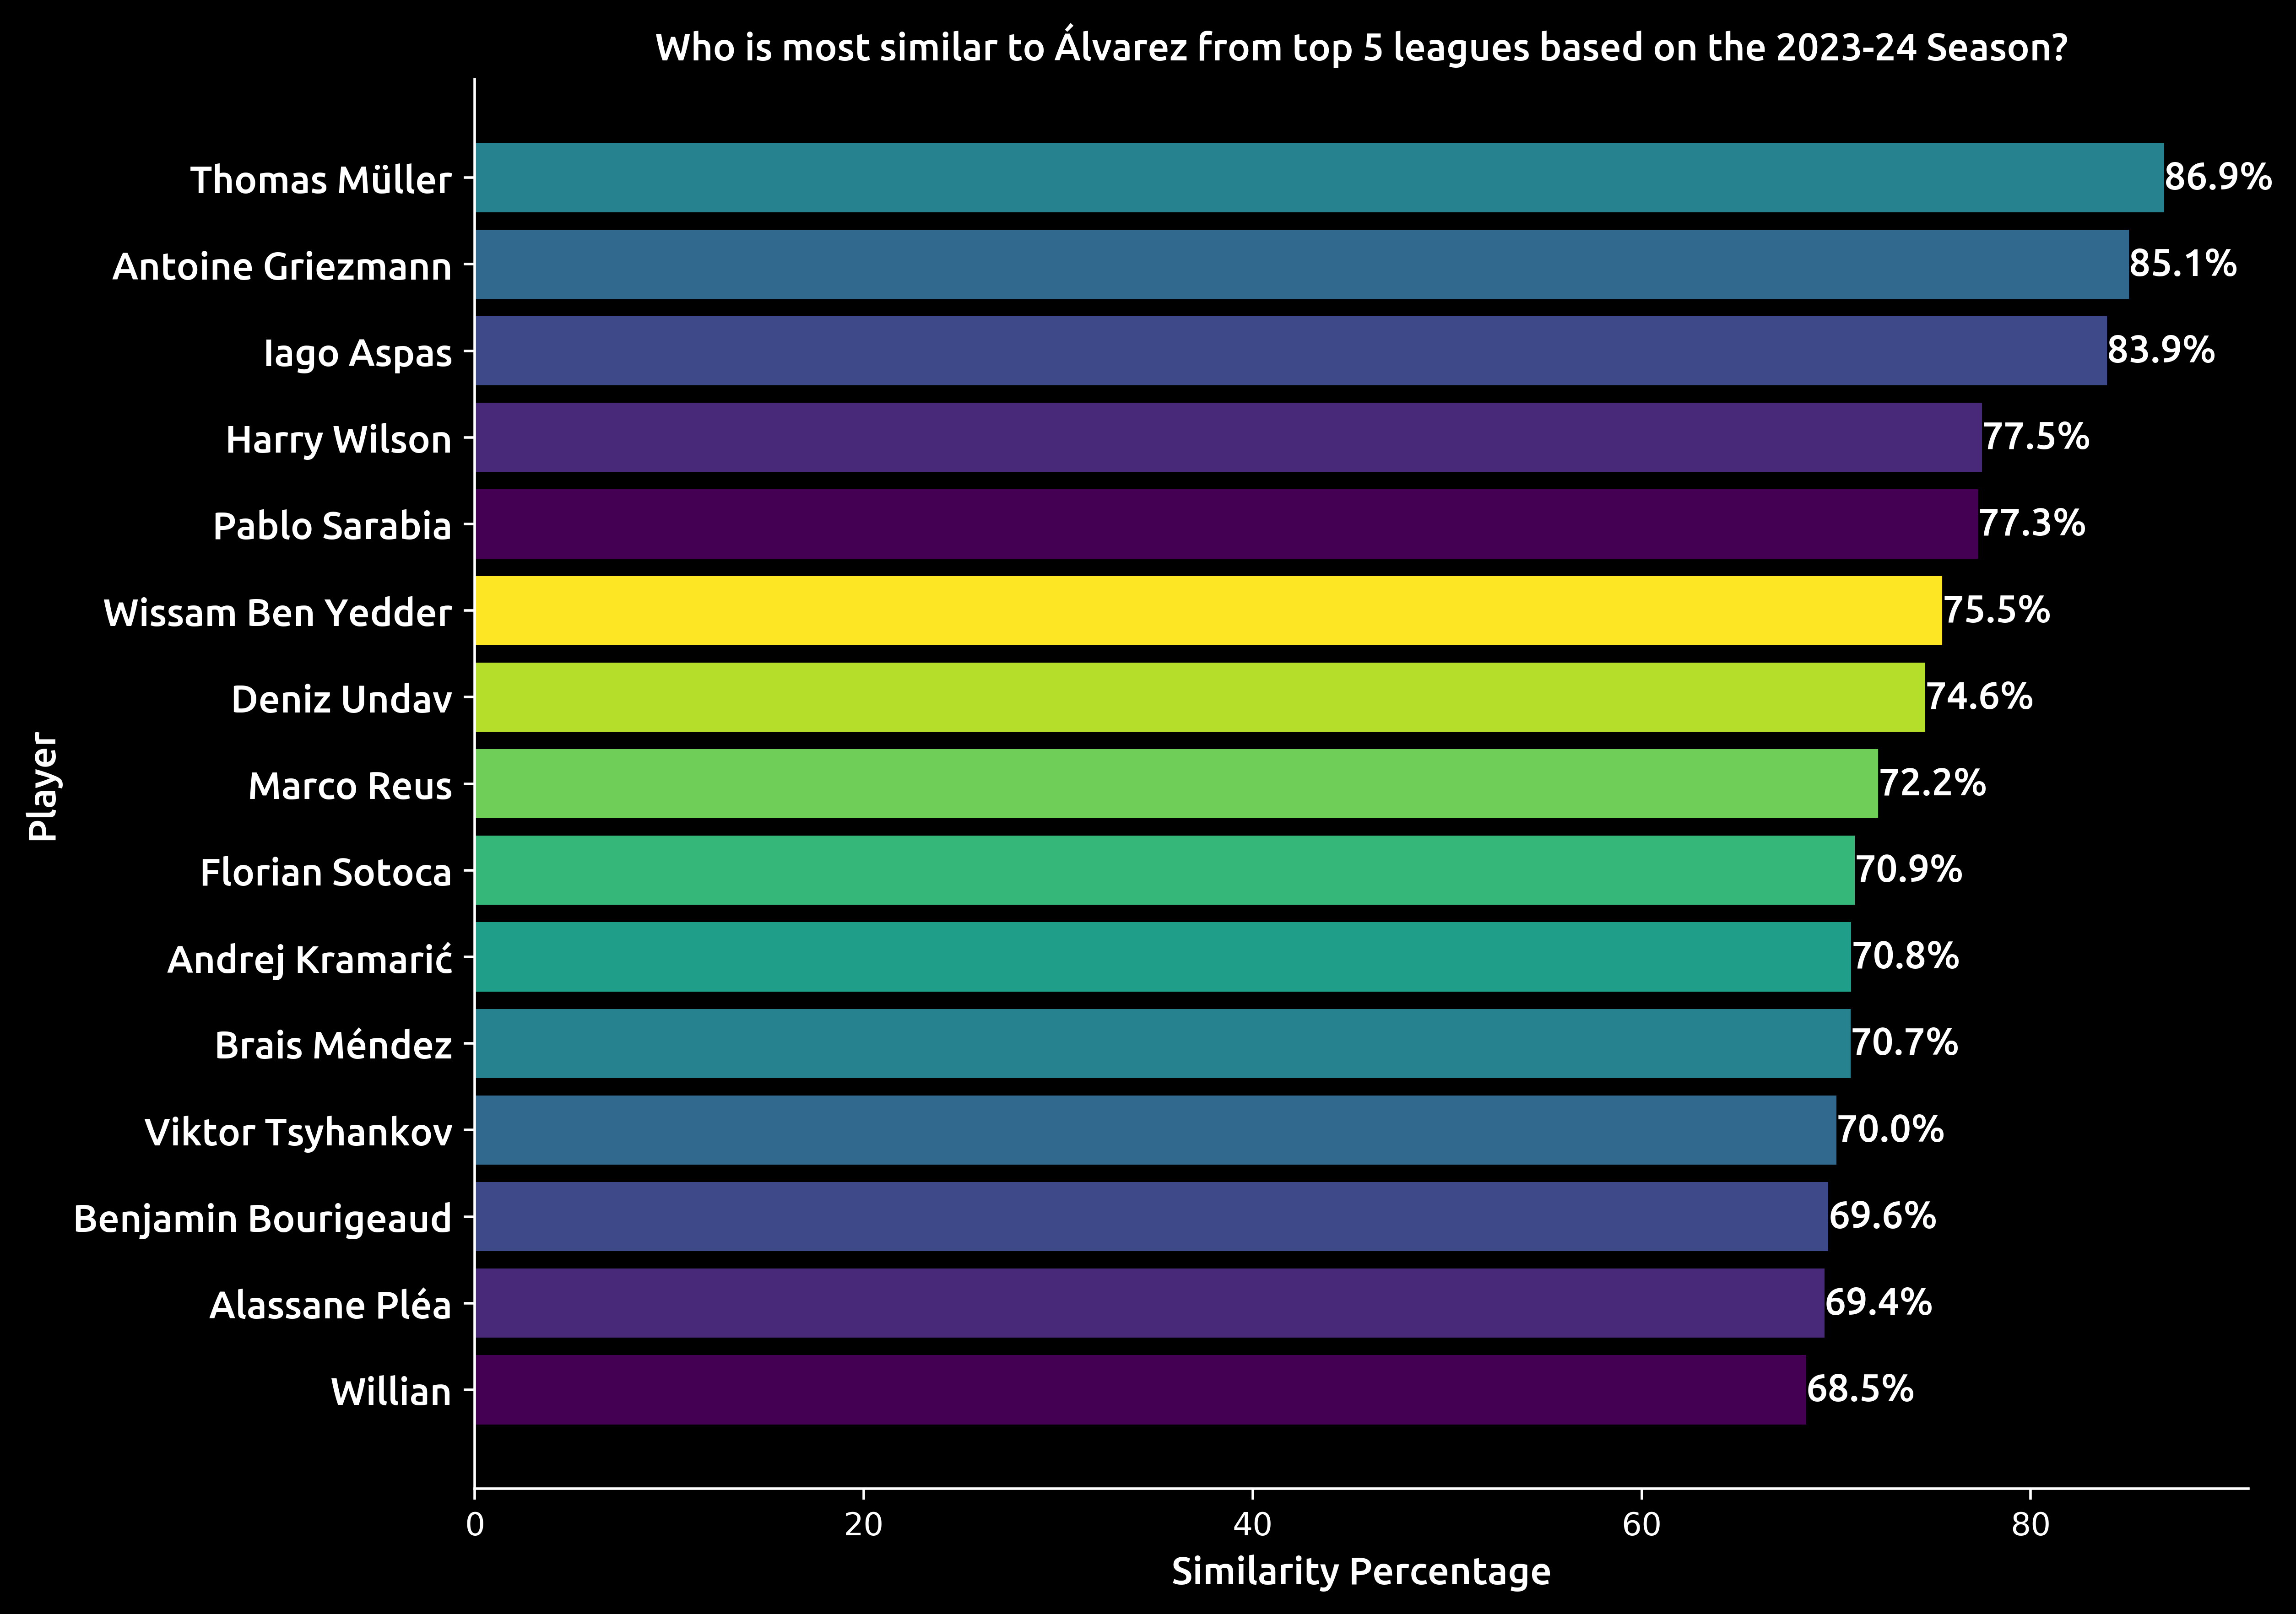 Who is most similar to Álvarez from top 5 leagues based on the 2023-24 Season?
Thomas Müller 86.9%
Antoine Griezmann 85.1%
Iago Aspas 83.9%
Harry Wilson 77.5%
Pablo Sarabia 77.3%
Wissam Ben Yedder 75.5%
Deniz Undav 74.6%
Marco Reus 72.2%
Florian Sotoca 70.9%
Andrej Kramarić 70.8%
Brais Méndez 70.7%
Viktor Tsyhankov 70.0%
Benjamin Bourigeaud 69.6%
Alassane Pléa 69.4%
Willian 68.5%
Player
0 20 40 60 80
Similarity Percentage